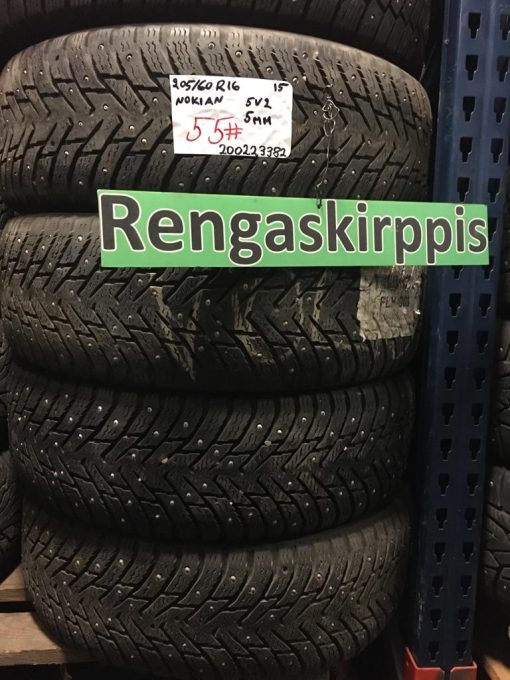 205/60 R16 15
NOKIAN 5V2
55# 5MM
200223382
Rengaskirppis